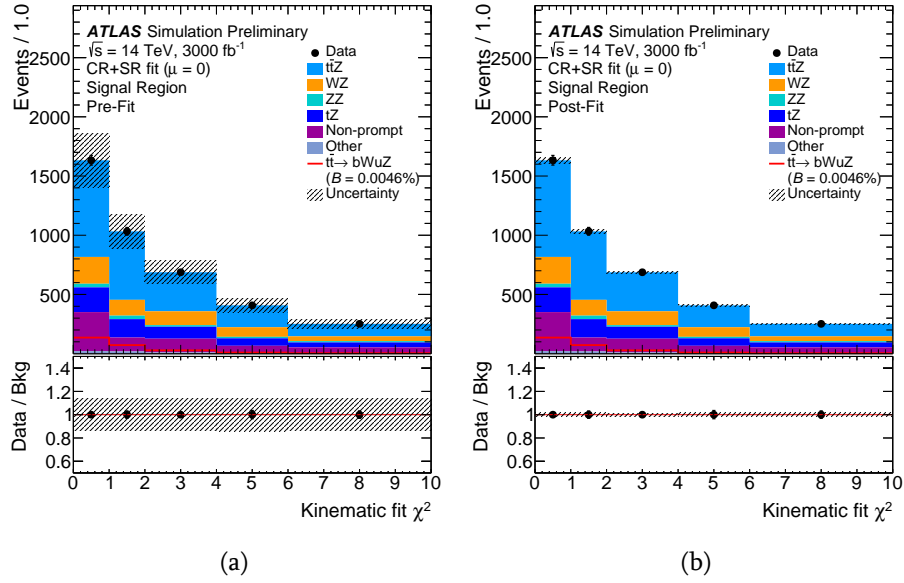 ATLAS Simulation Preliminary
√s = 14 TeV, 3000 fb⁻¹
CR+SR fit (μ = 0)
Signal Region
Pre-Fit
Data
tt̄Z
WZ
ZZ
tZ
Non-prompt
Other
tt̄→ bWuZ
(B = 0.0046%)
Uncertainty
Events / 1.0
2500
2000
1500
1000
500
Data / Bkg
1.4
1.2
1
0.8
0.6
0 1 2 3 4 5 6 7 8 9 10
Kinematic fit χ²
(a)
ATLAS Simulation Preliminary
√s = 14 TeV, 3000 fb⁻¹
CR+SR fit (μ = 0)
Signal Region
Post-Fit
Data
tt̄Z
WZ
ZZ
tZ
Non-prompt
Other
tt̄→ bWuZ
(B = 0.0046%)
Uncertainty
Events / 1.0
2500
2000
1500
1000
500
Data / Bkg
1.4
1.2
1
0.8
0.6
0 1 2 3 4 5 6 7 8 9 10
Kinematic fit χ²
(b)